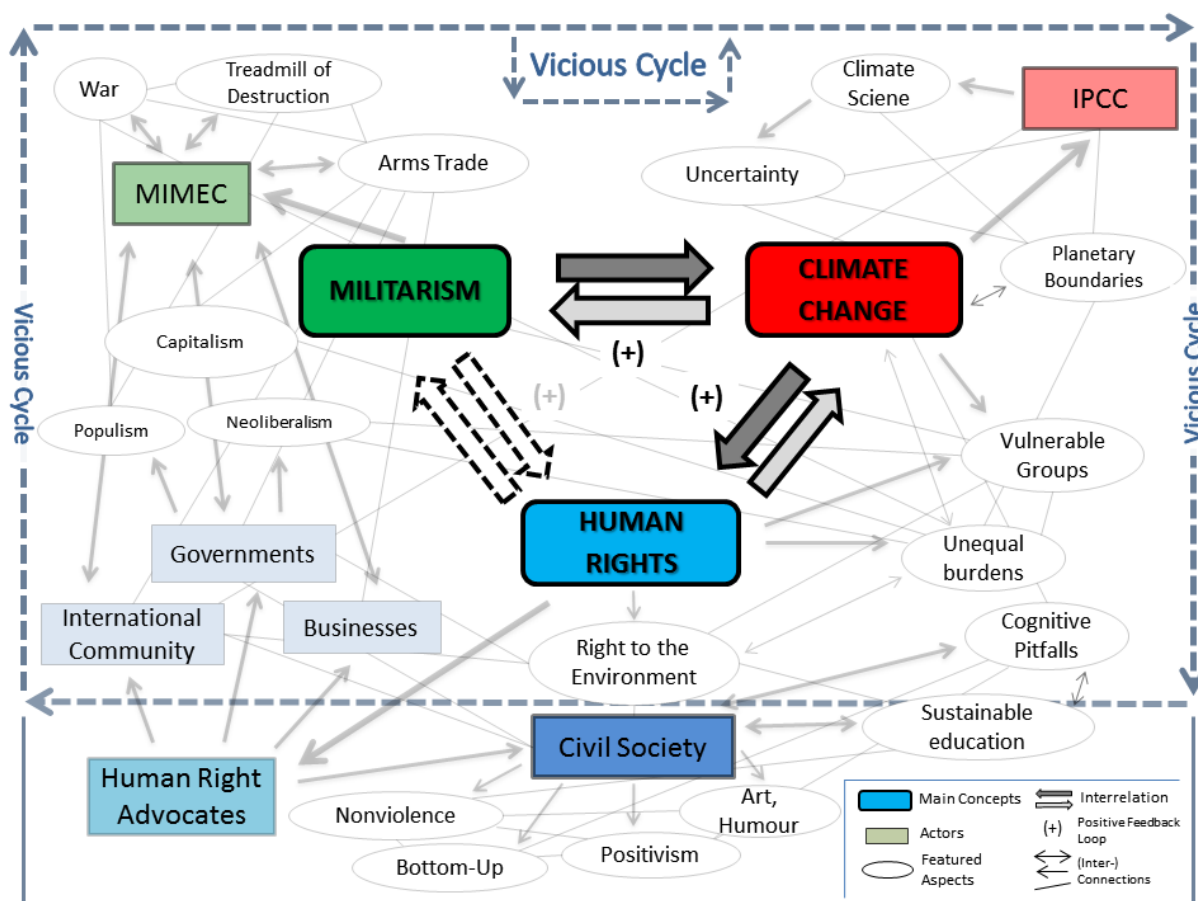 Vicious Cycle
War
Treadmill of
Destruction
Climate
Sciene
IPCC
MIMEC
Arms Trade
Uncertainty
MILITARISM
CLIMATE
CHANGE
Planetary
Boundaries
Vicious Cycle
Vicious Cycle
Capitalism
(+)
(+)
(+)
Populism
Neoliberalism
Vulnerable
Groups
HUMAN
RIGHTS
Governments
Unequal
burdens
International
Community
Businesses
Right to the
Environment
Cognitive
Pitfalls
Civil Society
Sustainable
education
Human Right
Advocates
Nonviolence
Bottom-Up
Positivism
Art,
Humour
Main Concepts
Interrelation
Actors
(+)
Positive Feedback
Loop
Featured
Aspects
(Inter-)
Connections